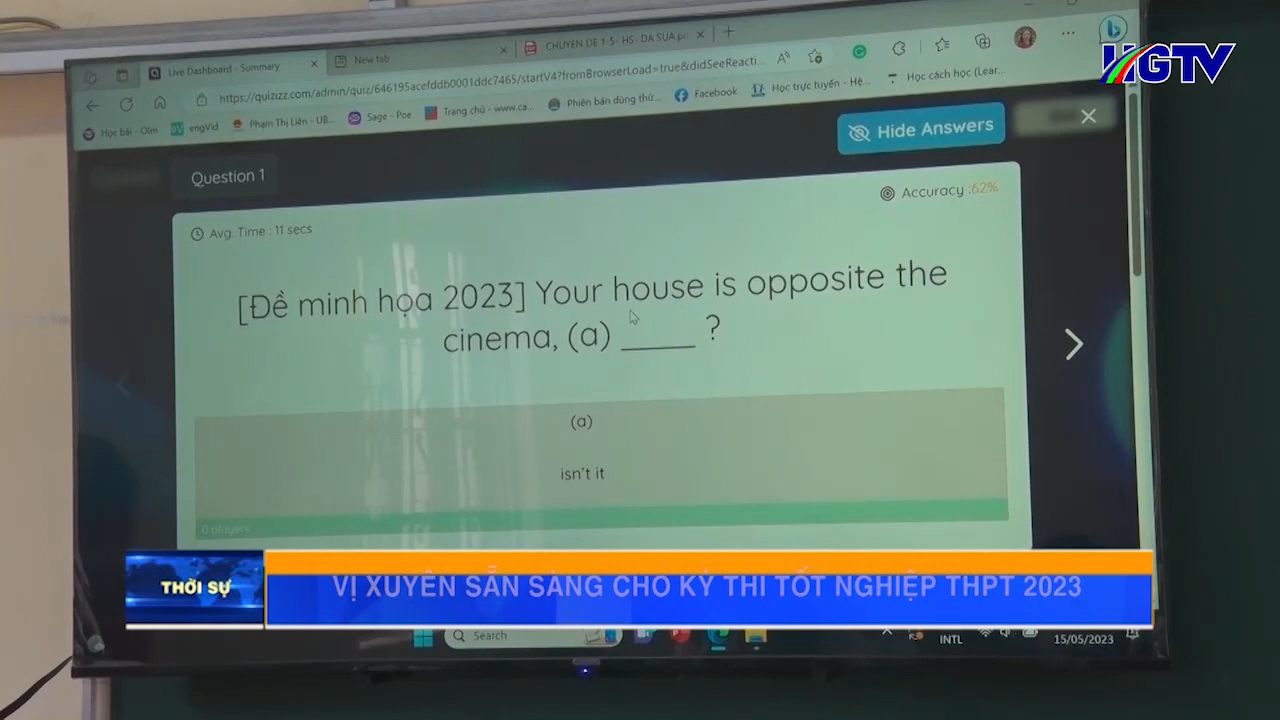 HGTV
Live Dashboard - Summary
New tab
CHUYEN DE 1-5- HS- DA SUA.p
https://quizizz.com/admin/quiz/646195acefddb0001ddc7465/startV4?fromBrowserLoad=true&didSeeReacti...
Học bài - Olm
engVid
Phạm Thị Liên - UB...
Sage - Poe
Trang chủ - www.ca...
Phiên bản dùng thử...
Facebook
Học trực tuyến - Hệ...
Học cách học (Lear...
Hide Answers
Question 1
Accuracy :62%
Avg. Time : 11 secs
[Đề minh họa 2023] Your house is opposite the
cinema, (a) _____ ?
(a)
isn't it
0 players
THỜI SỰ
VỊ XUYÊN SẴN SÀNG CHO KỲ THI TỐT NGHIỆP THPT 2023
Search
INTL
15/05/2023